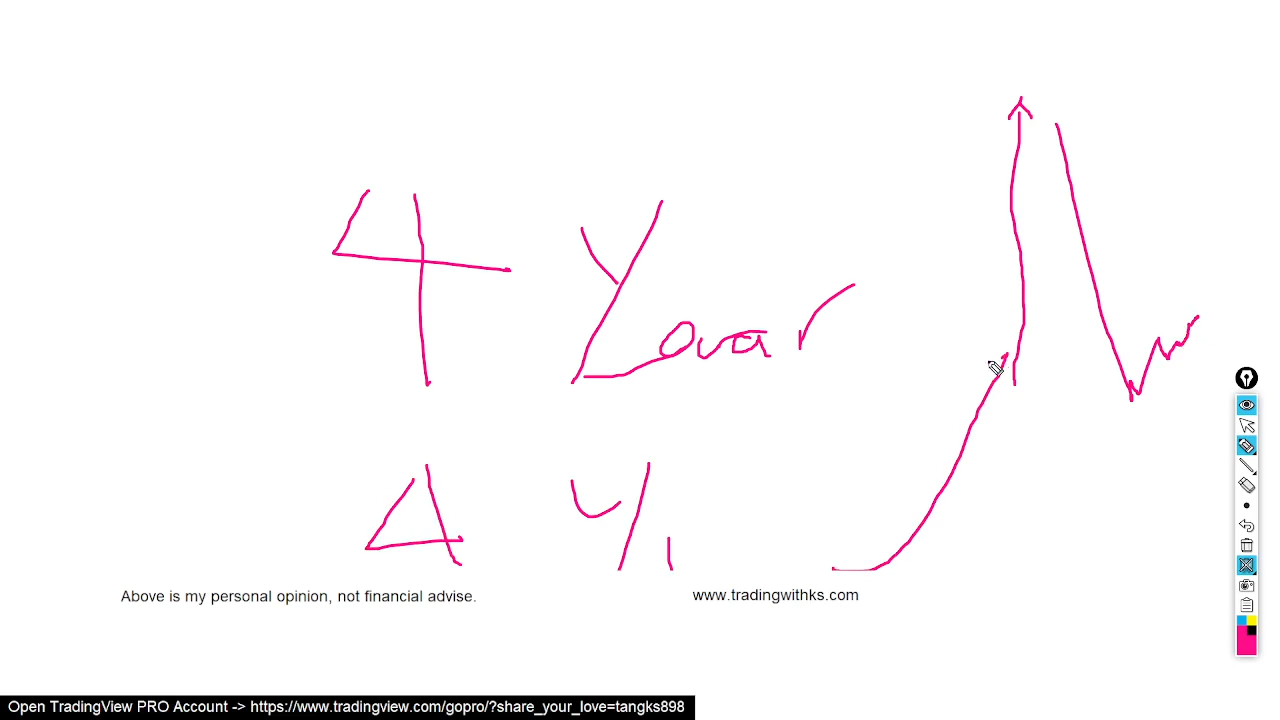 4 Year
4 Yr
Above is my personal opinion, not financial advise.
www.tradingwithks.com
Open TradingView PRO Account -> https://www.tradingview.com/gopro/?share_your_love=tangks898